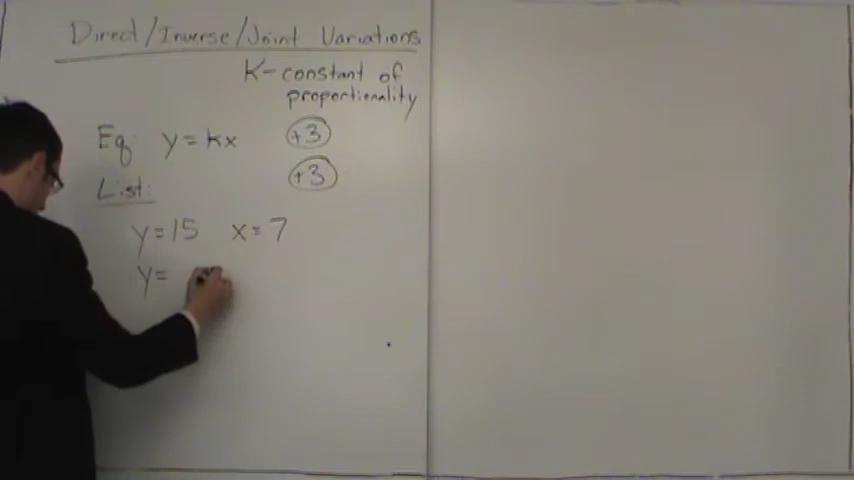 Direct/Inverse/Joint Variations
K-constant of
proportionality
Eq: y = kx +3
List: +3
y=15 x=7
y=